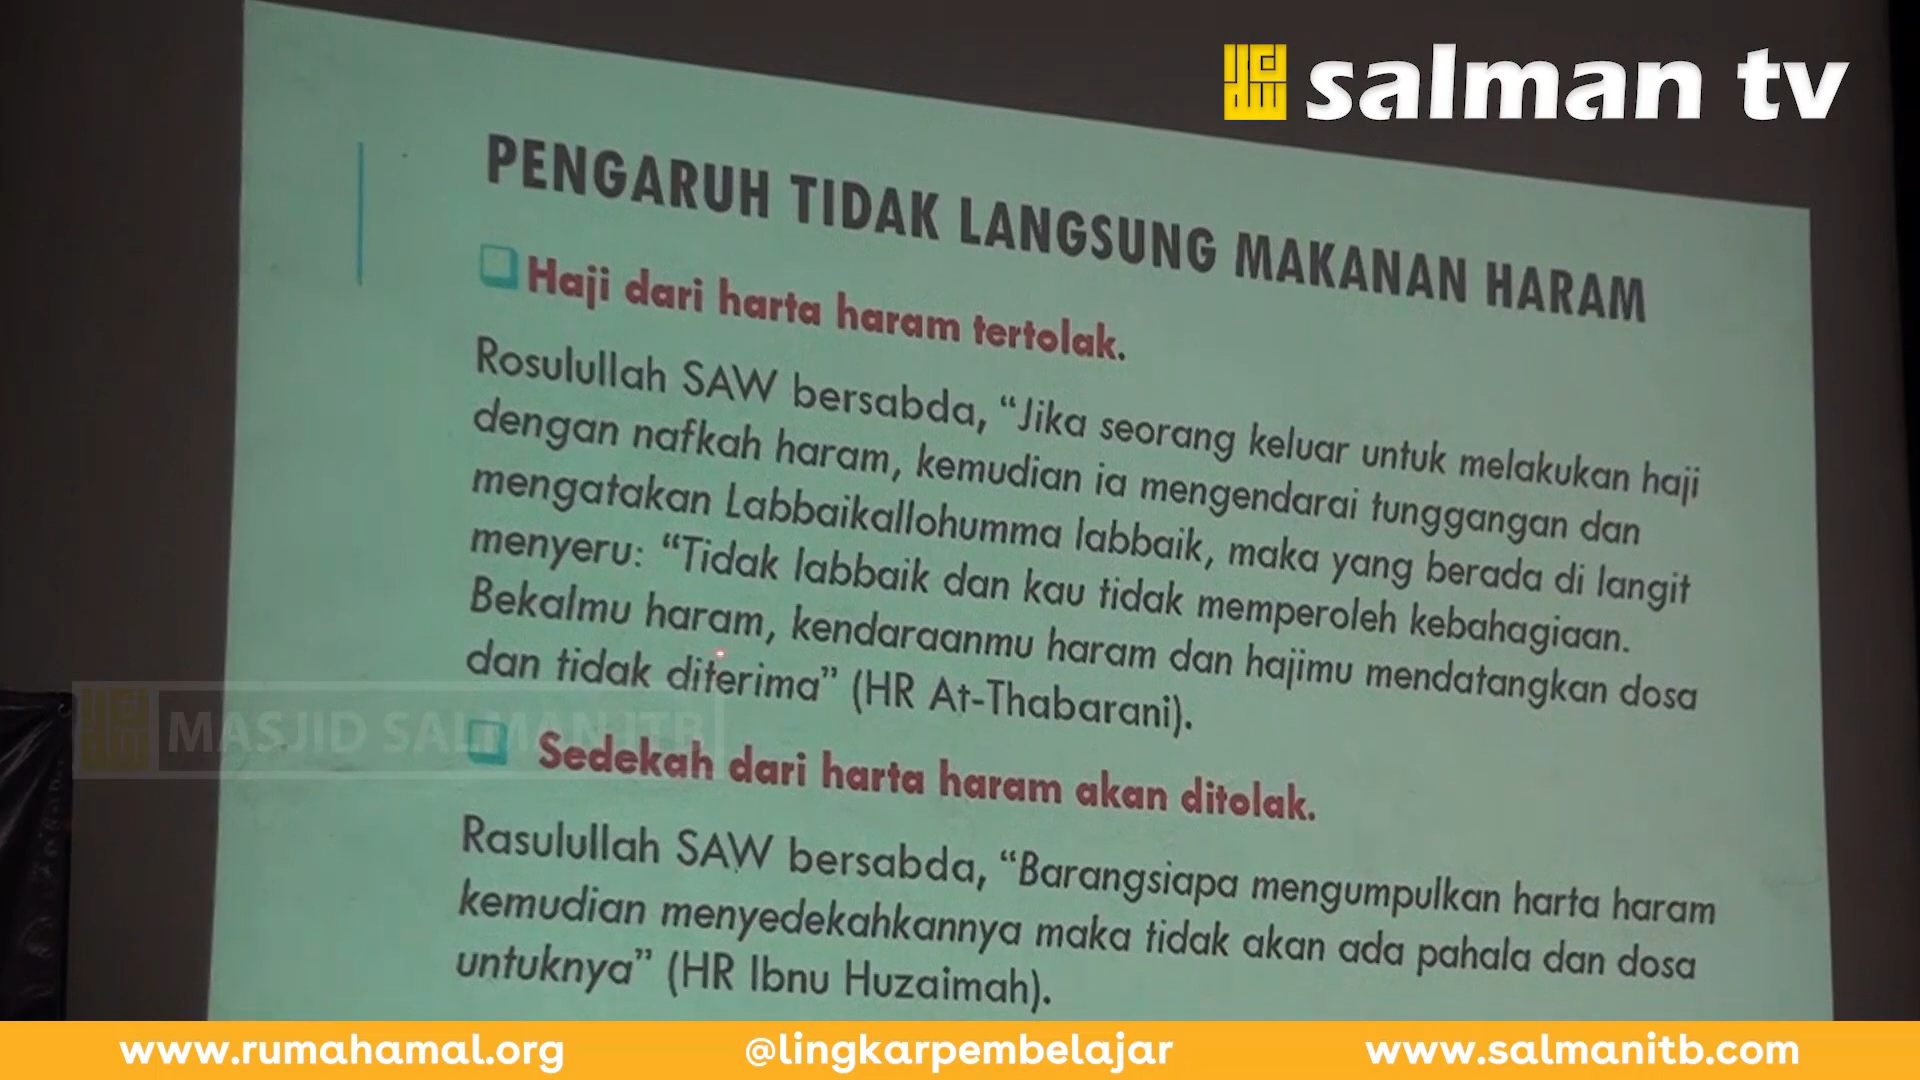 salman tv
PENGARUH TIDAK LANGSUNG MAKANAN HARAM
Haji dari harta haram tertolak.
Rosulullah SAW bersabda, “Jika seorang keluar untuk melakukan haji
dengan nafkah haram, kemudian ia mengendarai tunggangan dan
mengatakan Labbaikallohumma labbaik, maka yang berada di langit
menyeru: “Tidak labbaik dan kau tidak memperoleh kebahagiaan.
Bekalmu haram, kendaraanmu haram dan hajimu mendatangkan dosa
dan tidak diterima” (HR At-Thabarani).
MASJID SALMAN ITB
Sedekah dari harta haram akan ditolak.
Rasulullah SAW bersabda, “Barangsiapa mengumpulkan harta haram
kemudian menyedekahkannya maka tidak akan ada pahala dan dosa
untuknya” (HR Ibnu Huzaimah).
www.rumahamal.org
@lingkarpembelajar
www.salmanitb.com